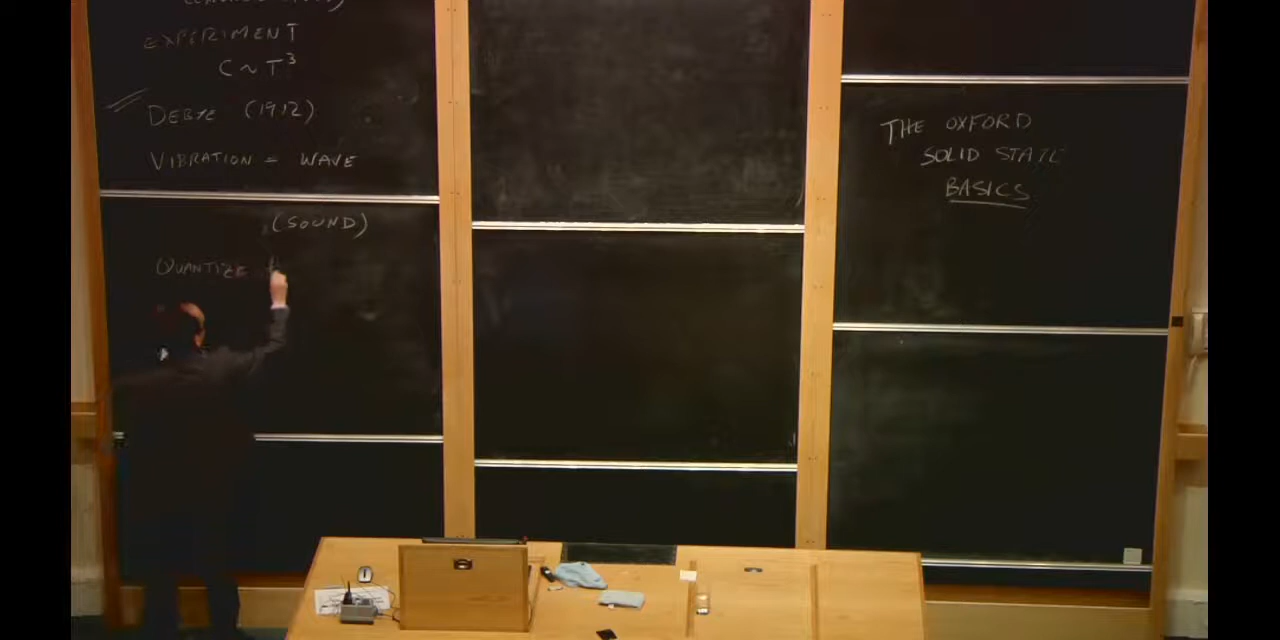 EXPERIMENT
C ~ T³
DEBYE (1912)
VIBRATION = WAVE
(SOUND)
QUANTIZE
THE OXFORD
SOLID STATE
BASICS